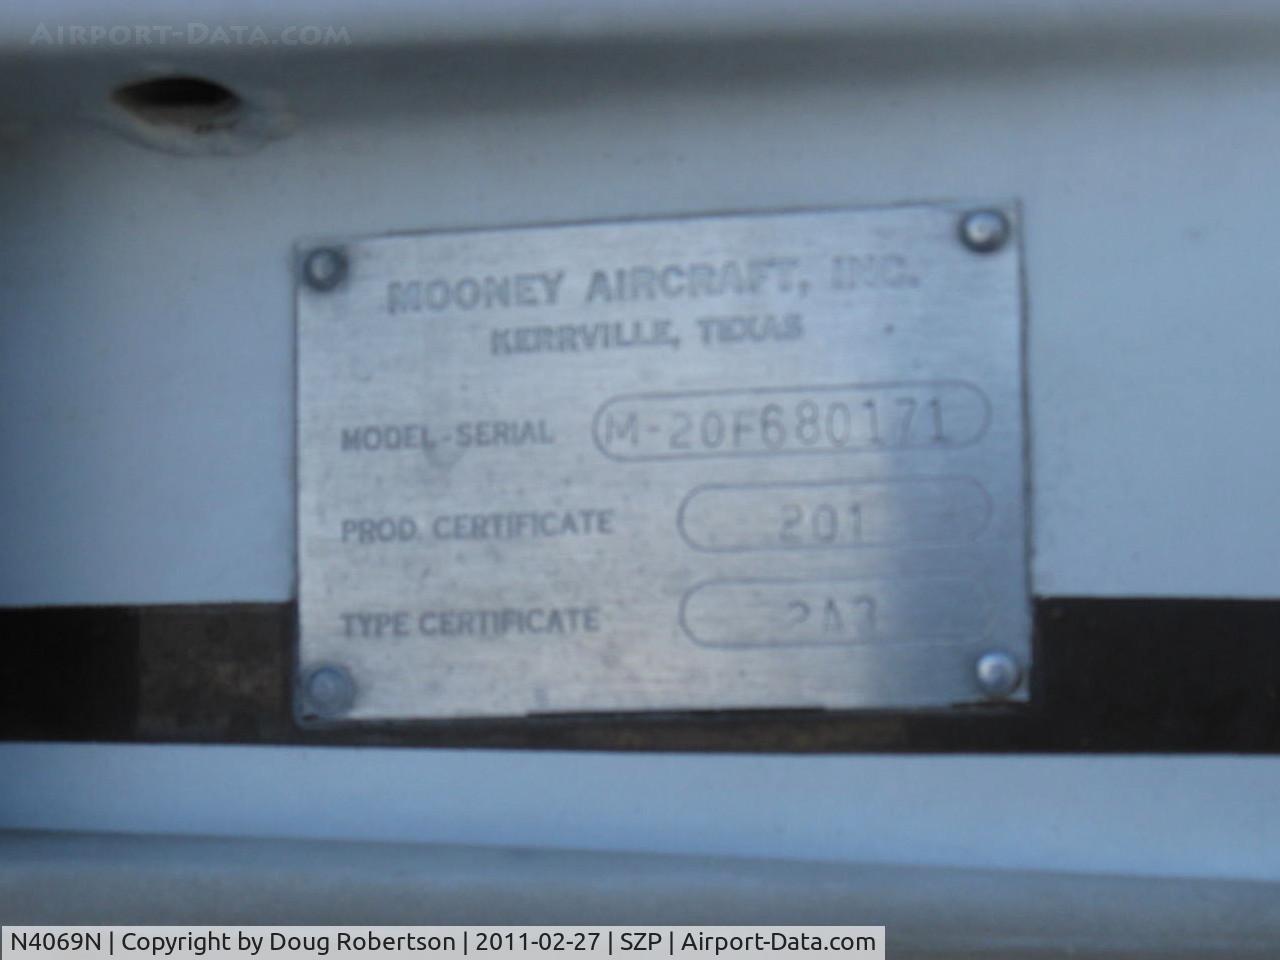 Airport-Data.com
MOONEY AIRCRAFT, INC.
KERRVILLE, TEXAS
MODEL-SERIAL M-20F680171
PROD. CERTIFICATE 201
TYPE CERTIFICATE 2A3
N4069N | Copyright by Doug Robertson | 2011-02-27 | SZP | Airport-Data.com